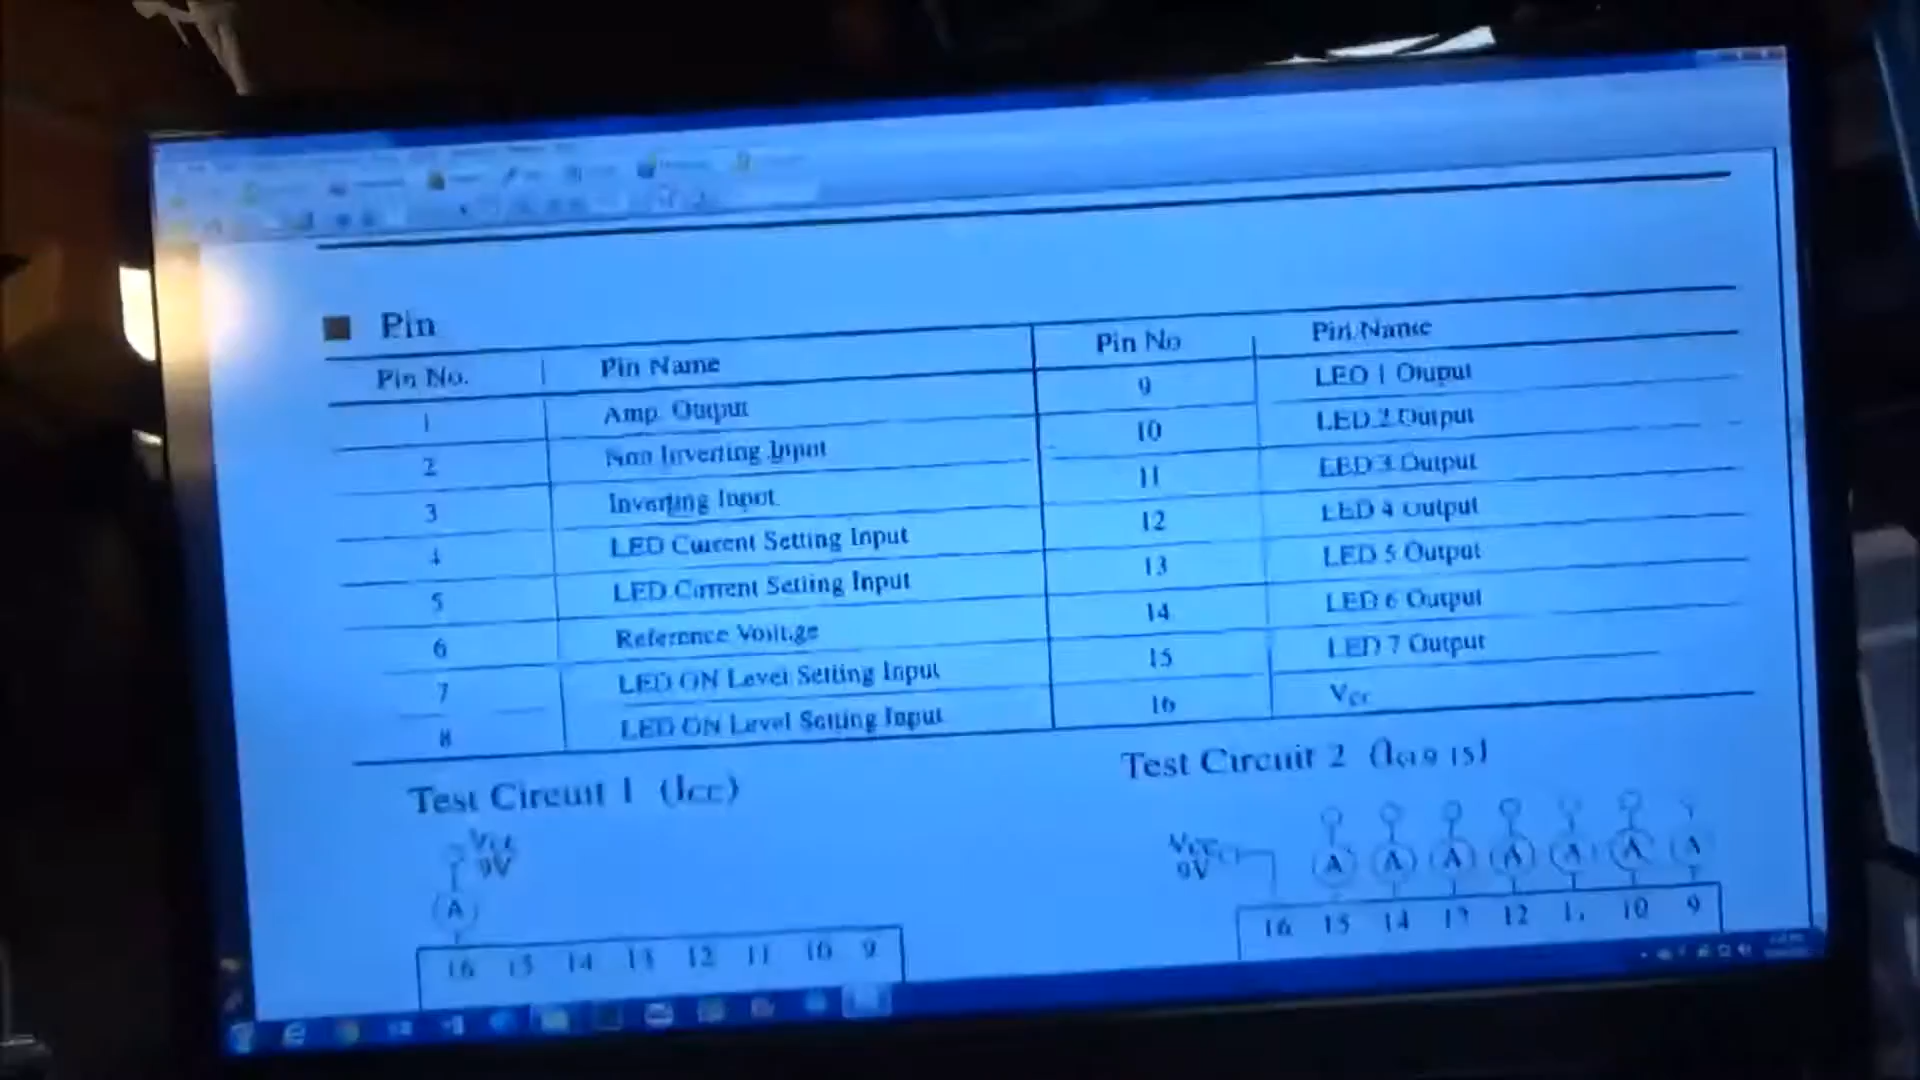 Pin
Pin No. Pin Name Pin No Pin Name
1 Amp. Output 9 LED 1 Output
2 Non Inverting Input 10 LED 2 Output
3 Inverting Input 11 LED 3 Output
4 LED Current Setting Input 12 LED 4 Output
5 LED Current Setting Input 13 LED 5 Output
6 Reference Voltage 14 LED 6 Output
7 LED ON Level Setting Input 15 LED 7 Output
8 LED ON Level Setting Input 16 Vcc
Test Circuit 1 (Icc) Test Circuit 2
Vcc
9V
A
16 15 14 13 12 11 10 9
Vcc
9V
A A A A A A A
16 15 14 13 12 11 10 9